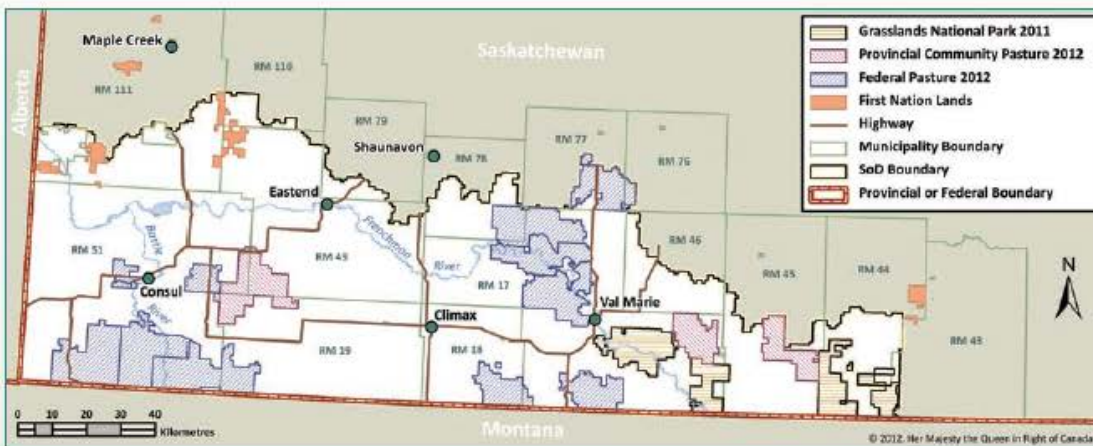 Maple Creek
Saskatchewan
RM 110
RM 111
Alberta
RM 79
Shaunavon
RM 78
RM 77
RM 76
Eastend
Frenchman
River
RM 51
Battle
River
RM 49
RM 46
RM 45
RM 44
Consul
RM 17
Val Marie
Climax
RM 19
RM 18
RM 43
Montana
Grasslands National Park 2011
Provincial Community Pasture 2012
Federal Pasture 2012
First Nation Lands
Highway
Municipality Boundary
SoD Boundary
Provincial or Federal Boundary
N
0 10 20 30 40
Kilometres
© 2012. Her Majesty the Queen in Right of Canada